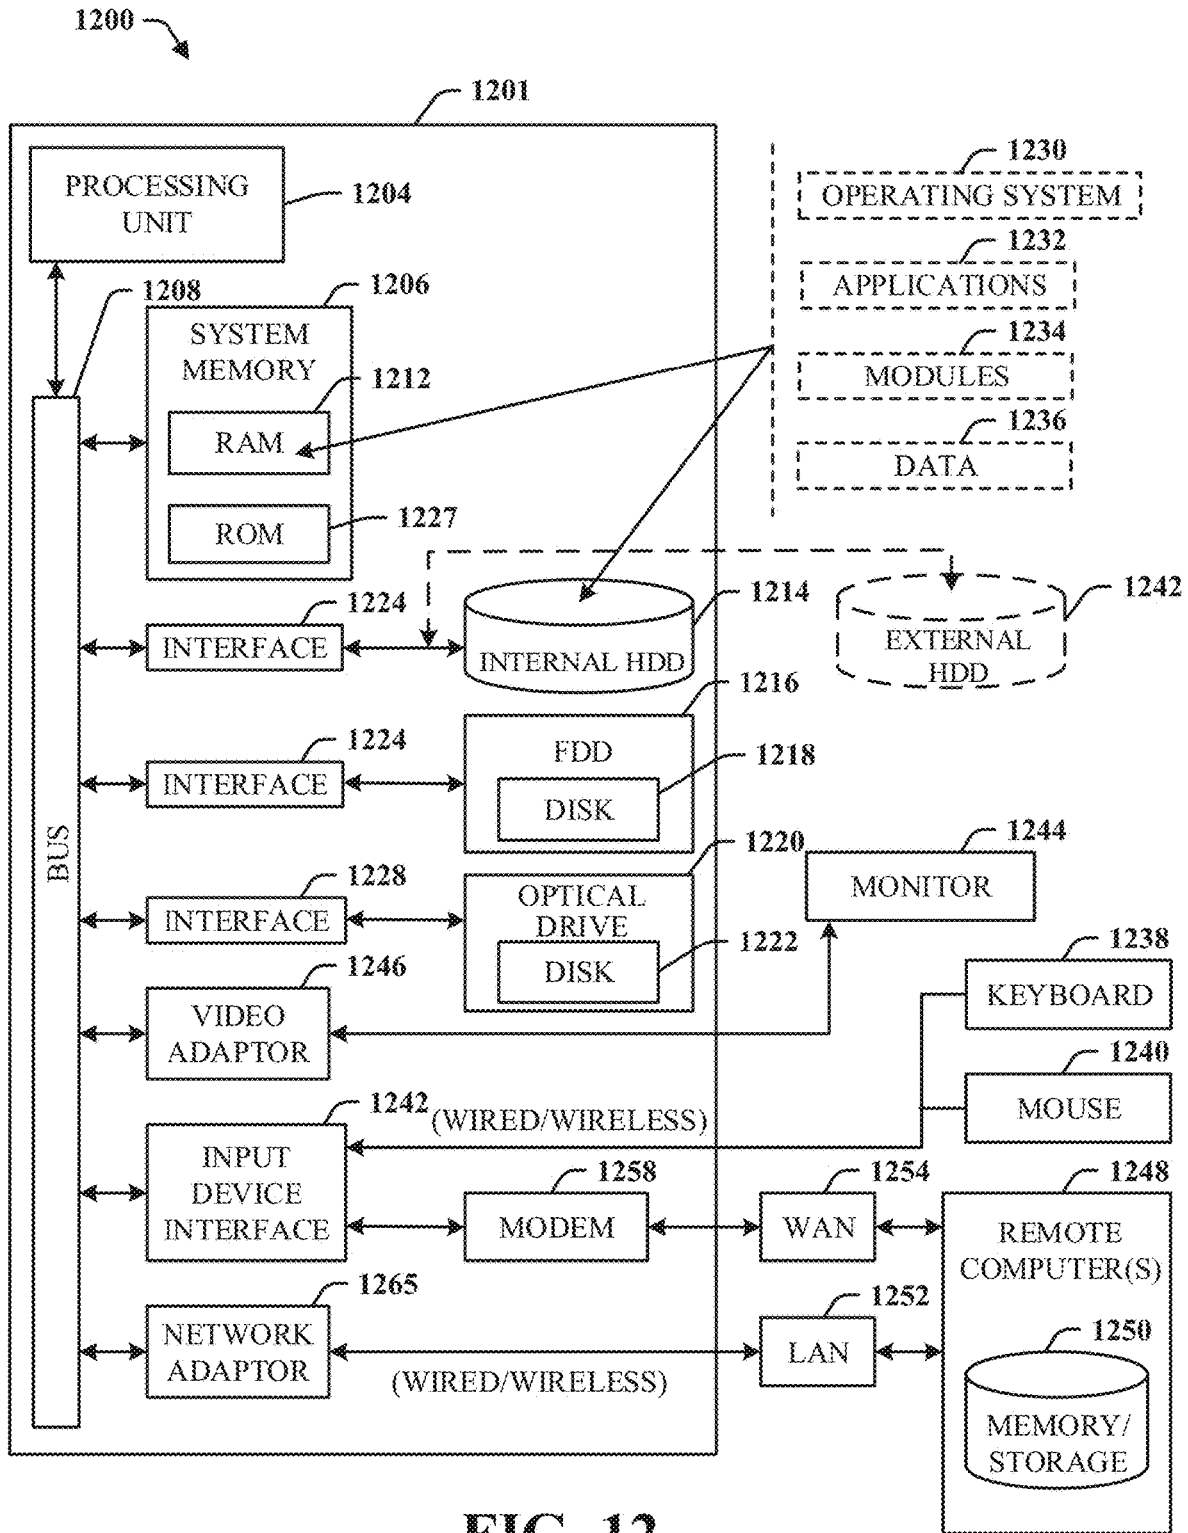 1200
1201
PROCESSING
UNIT
1204
1230
OPERATING SYSTEM
1232
APPLICATIONS
1234
MODULES
1236
DATA
1208
1206
SYSTEM
MEMORY
1212
RAM
1227
ROM
1224
INTERFACE
1214
INTERNAL HDD
1242
EXTERNAL
HDD
1216
1224
INTERFACE
FDD
1218
DISK
BUS
1220
1228
INTERFACE
OPTICAL
DRIVE
1222
DISK
1244
MONITOR
1246
VIDEO
ADAPTOR
1238
KEYBOARD
1240
MOUSE
1242
(WIRED/WIRELESS)
INPUT
DEVICE
INTERFACE
1258
MODEM
1254
WAN
1248
REMOTE
COMPUTER(S)
1265
NETWORK
ADAPTOR
(WIRED/WIRELESS)
1252
LAN
1250
MEMORY/
STORAGE
FIG. 12